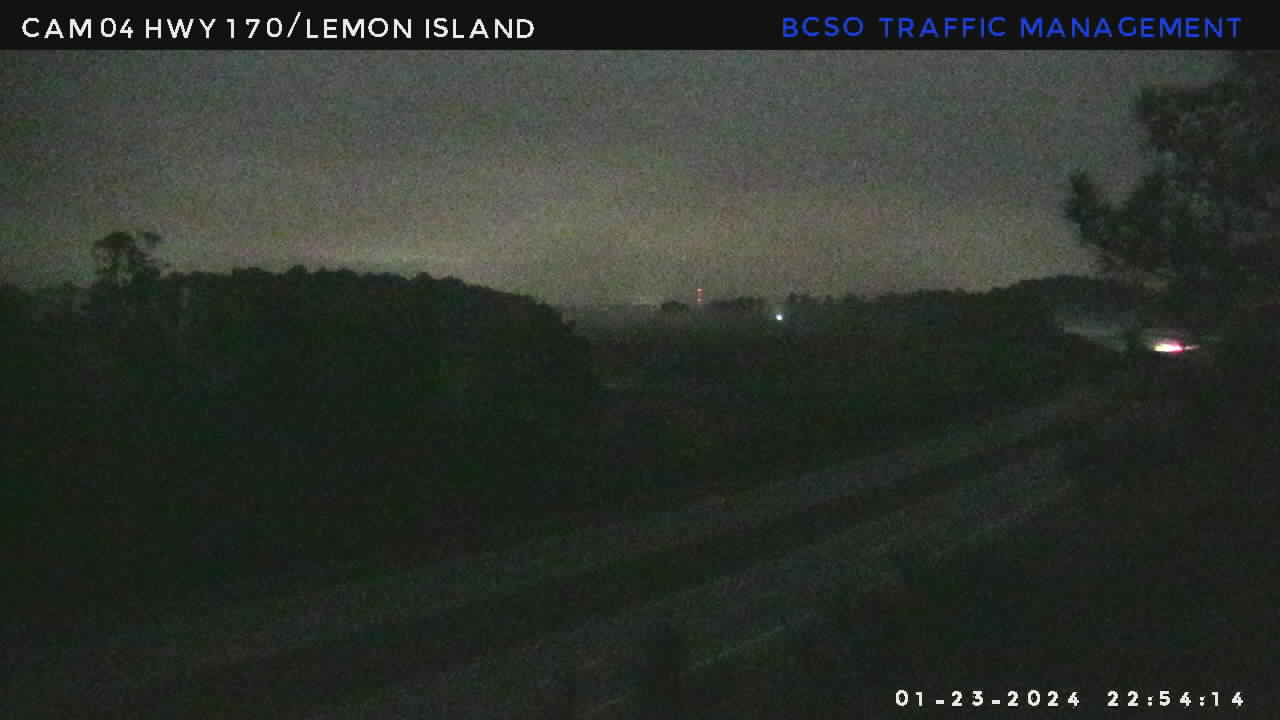 CAM04 HWY 170/LEMON ISLAND
BCSO TRAFFIC MANAGEMENT
01-23-2024 22:54:14